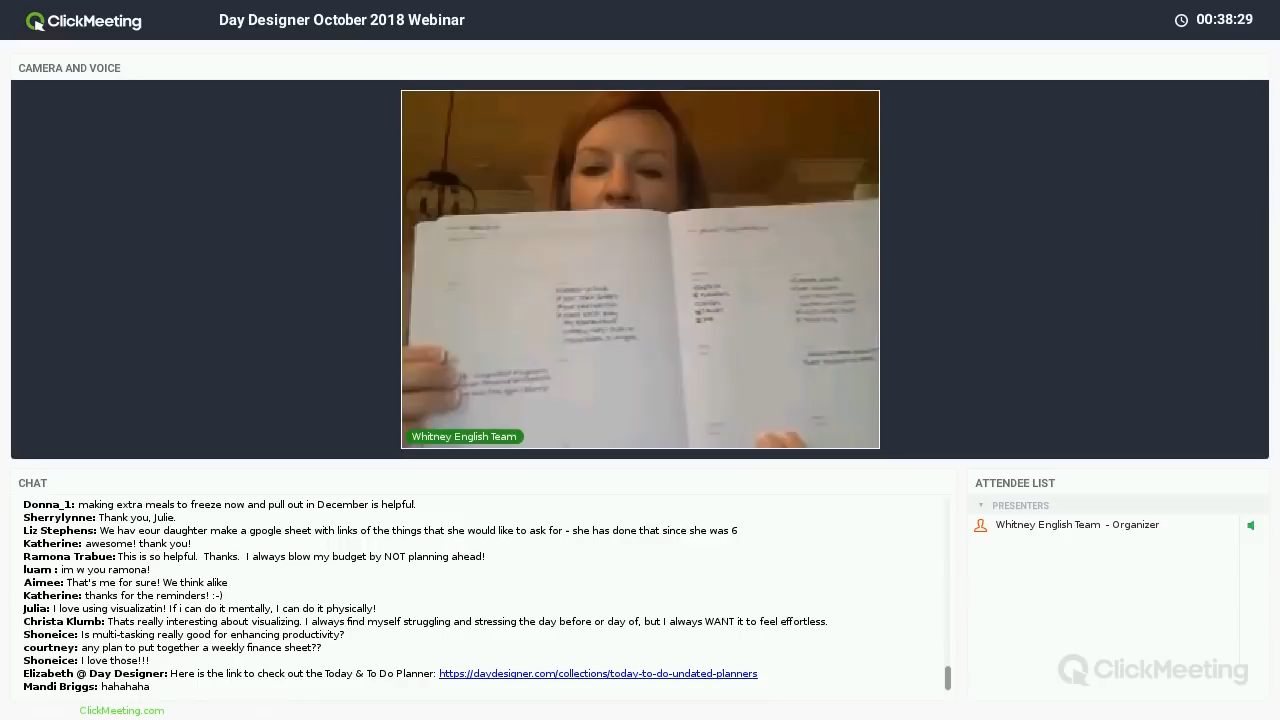 ClickMeeting
Day Designer October 2018 Webinar
00:38:29
CAMERA AND VOICE
Whitney English Team
CHAT
Donna_1: making extra meals to freeze now and pull out in December is helpful.
Sherrylynne: Thank you, Julie.
Liz Stephens: We hav eour daughter make a gpogle sheet with links of the things that she would like to ask for - she has done that since she was 6
Katherine: awesome! thank you!
Ramona Trabue: This is so helpful. Thanks. I always blow my budget by NOT planning ahead!
luam : im w you ramona!
Aimee: That's me for sure! We think alike
Katherine: thanks for the reminders! :-)
Julia: I love using visualizatin! If i can do it mentally, I can do it physically!
Christa Klumb: Thats really interesting about visualizing. I always find myself struggling and stressing the day before or day of, but I always WANT it to feel effortless.
Shoneice: Is multi-tasking really good for enhancing productivity?
courtney: any plan to put together a weekly finance sheet??
Shoneice: I love those!!!
Elizabeth @ Day Designer: Here is the link to check out the Today & To Do Planner: https://daydesigner.com/collections/today-to-do-undated-planners
Mandi Briggs: hahahaha
ClickMeeting.com
ATTENDEE LIST
PRESENTERS
Whitney English Team - Organizer
ClickMeeting